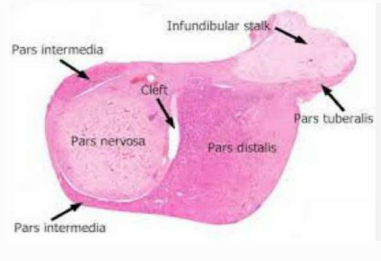 Infundibular stalk
Pars intermedia
Cleft
Pars tuberalis
Pars nervosa
Pars distalis
Pars intermedia